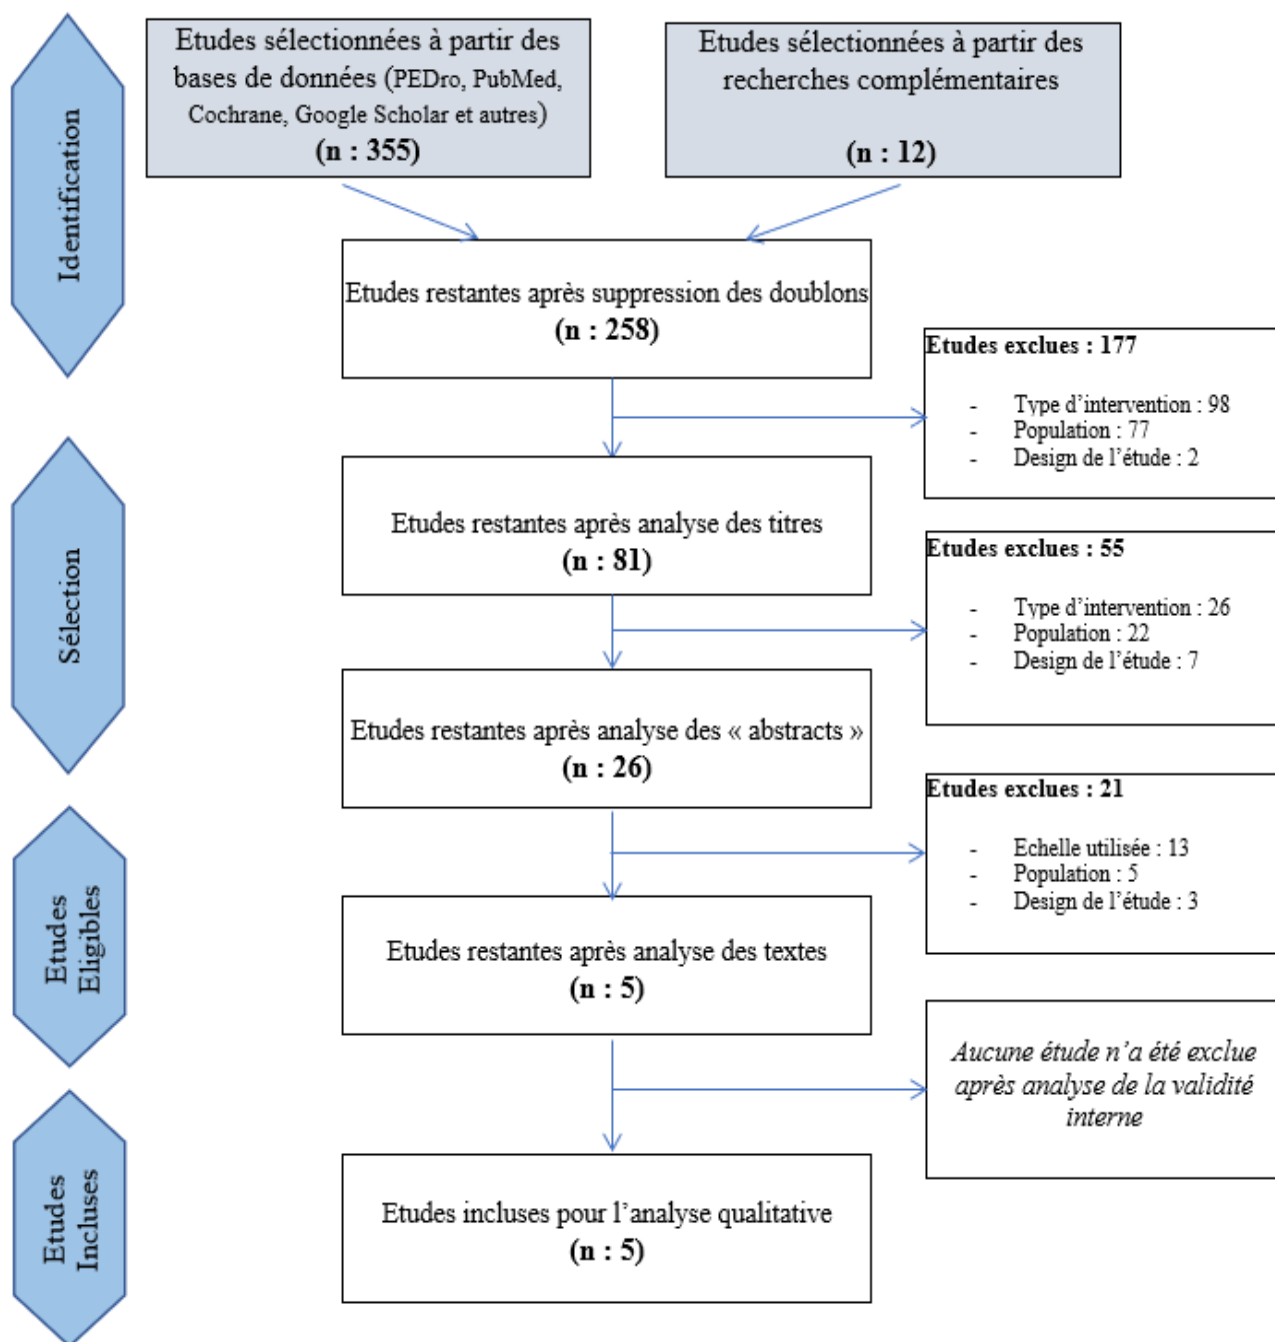 Identification
Etudes sélectionnées à partir des
bases de données (PEDro, PubMed,
Cochrane, Google Scholar et autres)
(n : 355)
Etudes sélectionnées à partir des
recherches complémentaires
(n : 12)
Etudes restantes après suppression des doublons
(n : 258)
Etudes exclues : 177
- Type d’intervention : 98
- Population : 77
- Design de l’étude : 2
Sélection
Etudes restantes après analyse des titres
(n : 81)
Etudes exclues : 55
- Type d’intervention : 26
- Population : 22
- Design de l’étude : 7
Etudes restantes après analyse des « abstracts »
(n : 26)
Etudes exclues : 21
- Echelle utilisée : 13
- Population : 5
- Design de l’étude : 3
Etudes
Eligibles
Etudes restantes après analyse des textes
(n : 5)
Aucune étude n’a été exclue
après analyse de la validité
interne
Etudes
Incluses
Etudes incluses pour l’analyse qualitative
(n : 5)